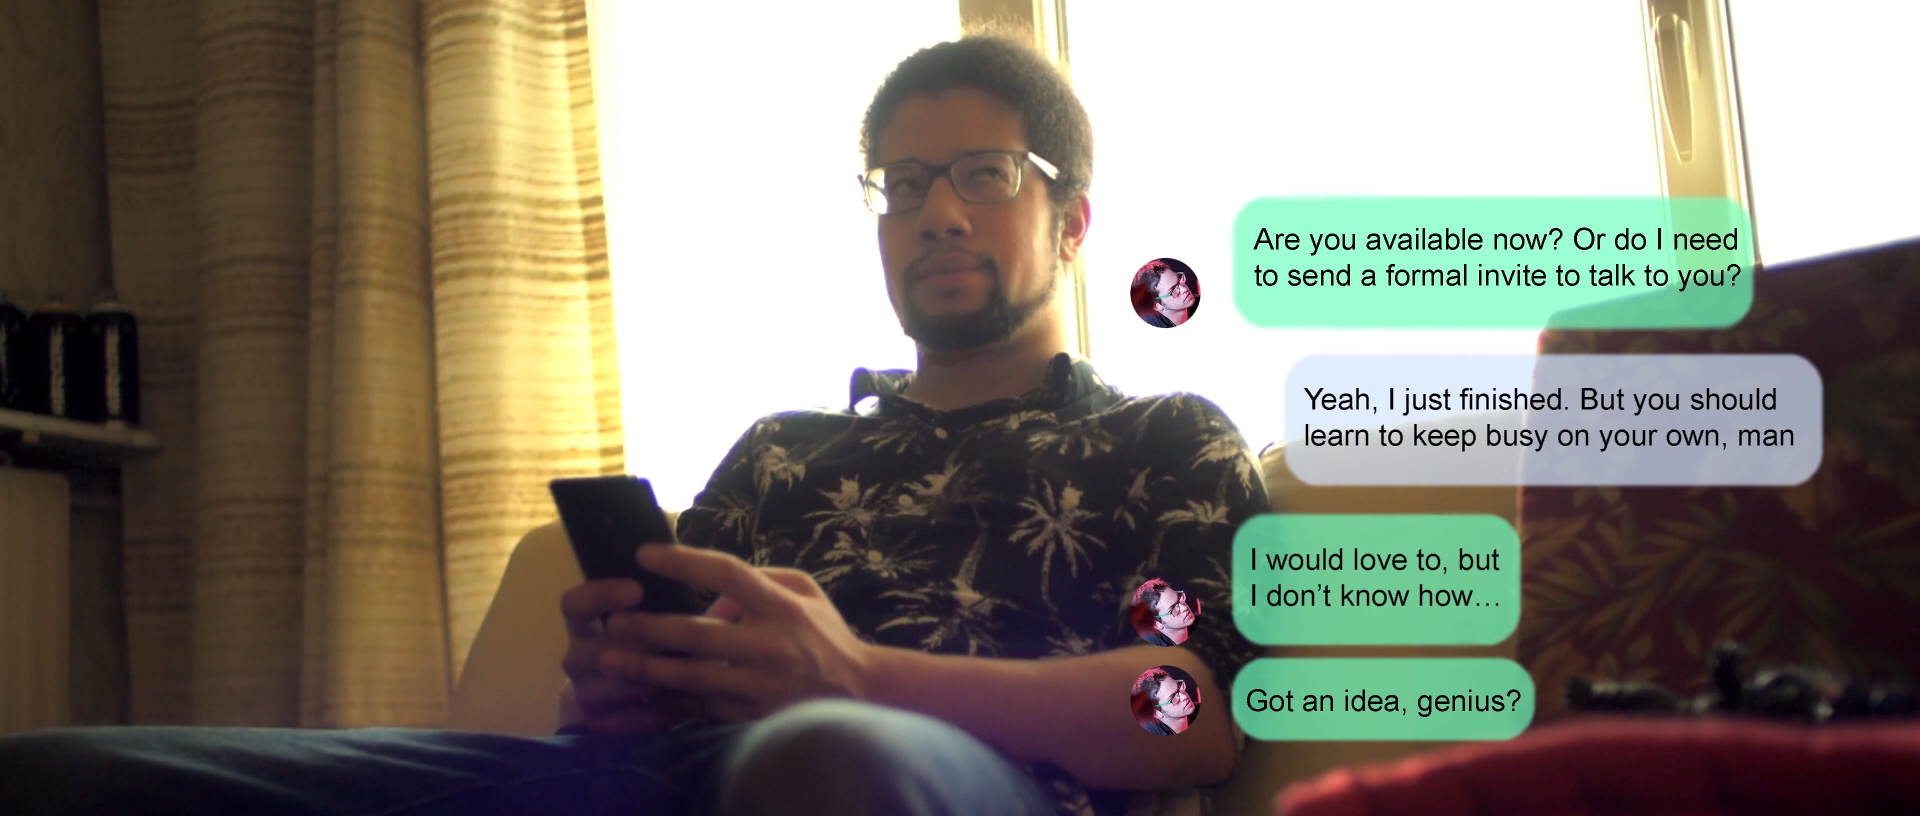 Are you available now? Or do I need
to send a formal invite to talk to you?
Yeah, I just finished. But you should
learn to keep busy on your own, man
I would love to, but
I don’t know how…
Got an idea, genius?